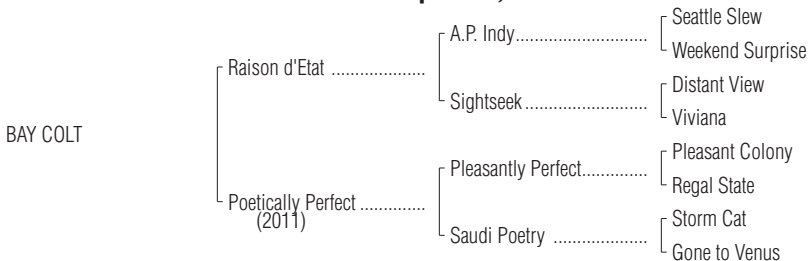 Seattle Slew
A.P. Indy
Weekend Surprise
Raison d'Etat
Distant View
Sightseek
Viviana
BAY COLT
Pleasant Colony
Pleasantly Perfect
Regal State
Poetically Perfect
(2011)
Storm Cat
Saudi Poetry
Gone to Venus